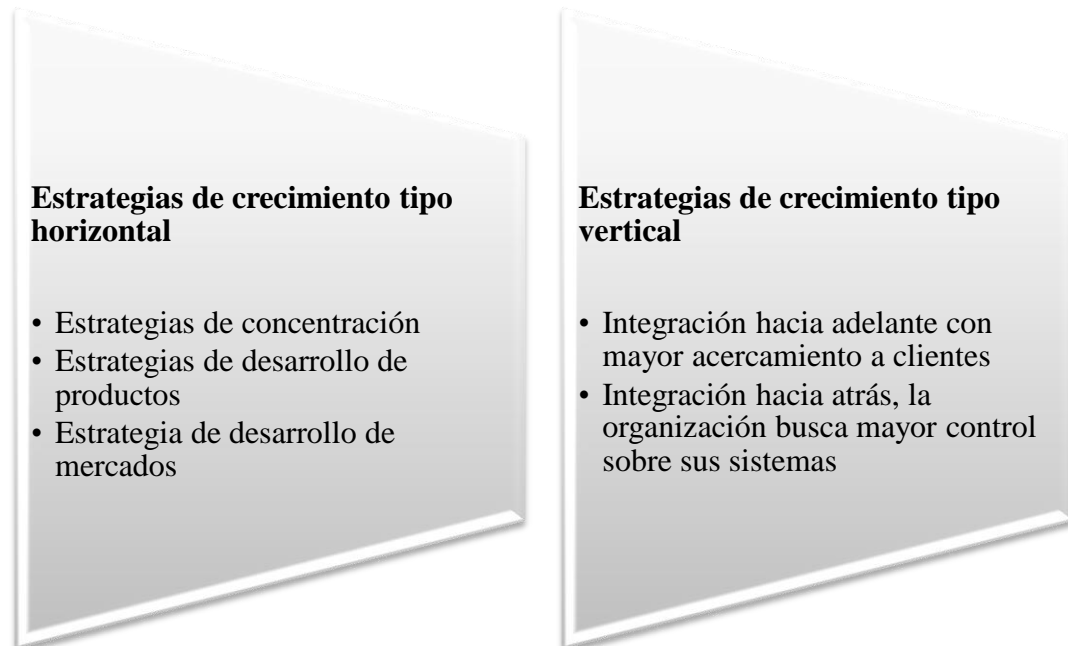 Estrategias de crecimiento tipo
horizontal
• Estrategias de concentración
• Estrategias de desarrollo de
productos
• Estrategia de desarrollo de
mercados
Estrategias de crecimiento tipo
vertical
• Integración hacia adelante con
mayor acercamiento a clientes
• Integración hacia atrás, la
organización busca mayor control
sobre sus sistemas